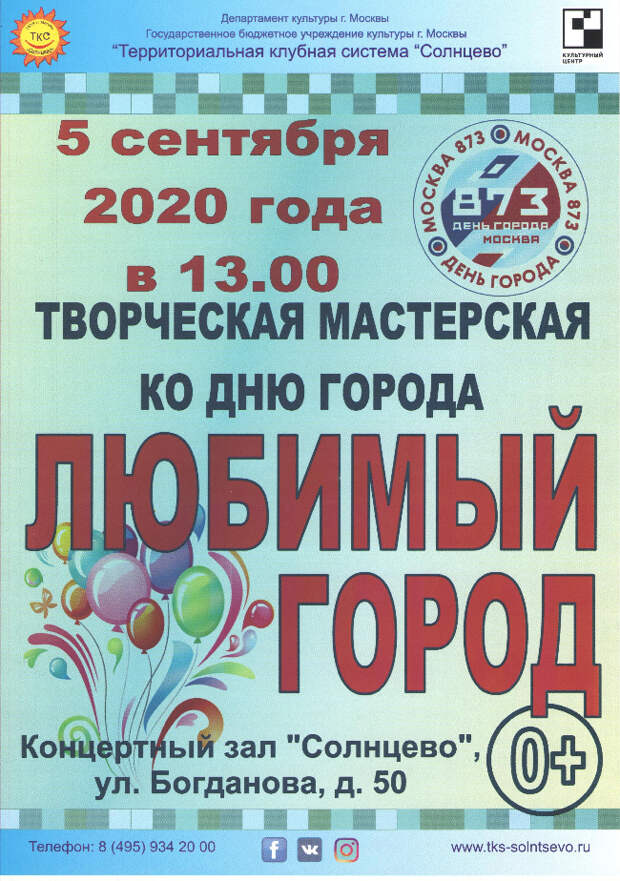 Департамент культуры г. Москвы
Государственное бюджетное учреждение культуры г. Москвы
"Территориальная клубная система "Солнцево"
ТКС
КУЛЬТУРНЫЙ
ЦЕНТР
5 сентября
2020 года
в 13.00
МОСКВА 873 МОСКВА 873
ДЕНЬ ГОРОДА
873
ДЕНЬ ГОРОДА
МОСКВА
ТВОРЧЕСКАЯ МАСТЕРСКАЯ
КО ДНЮ ГОРОДА
ЛЮБИМЫЙ
ГОРОД
Концертный зал "Солнцево",
ул. Богданова, д. 50
0+
Телефон: 8 (495) 934 20 00
www.tks-solntsevo.ru